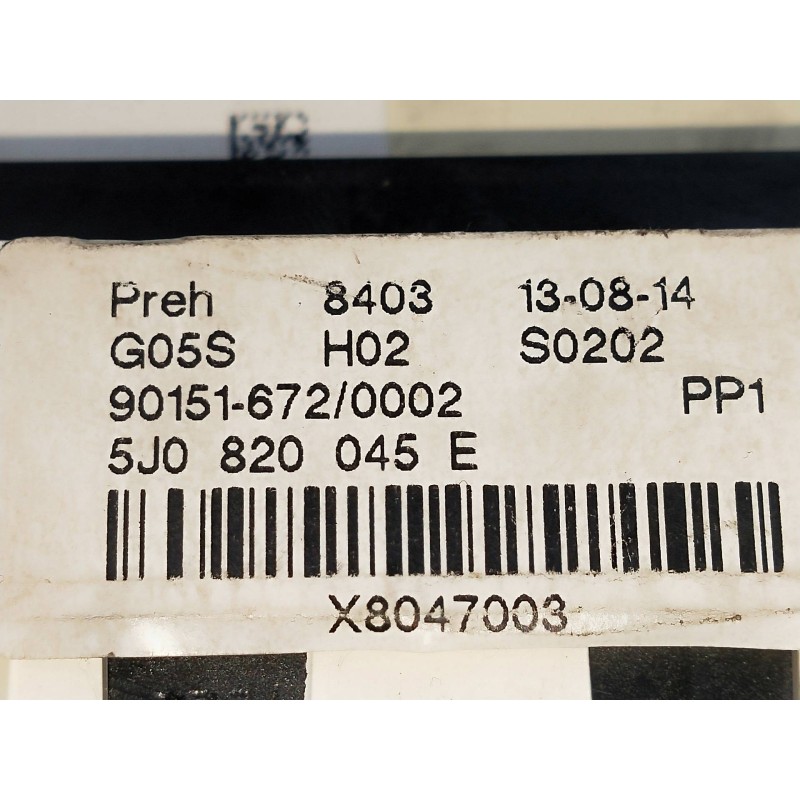 Preh 8403 13-08-14
G05S H02 S0202
90151-672/0002 PP1
5J0 820 045 E
X8047003